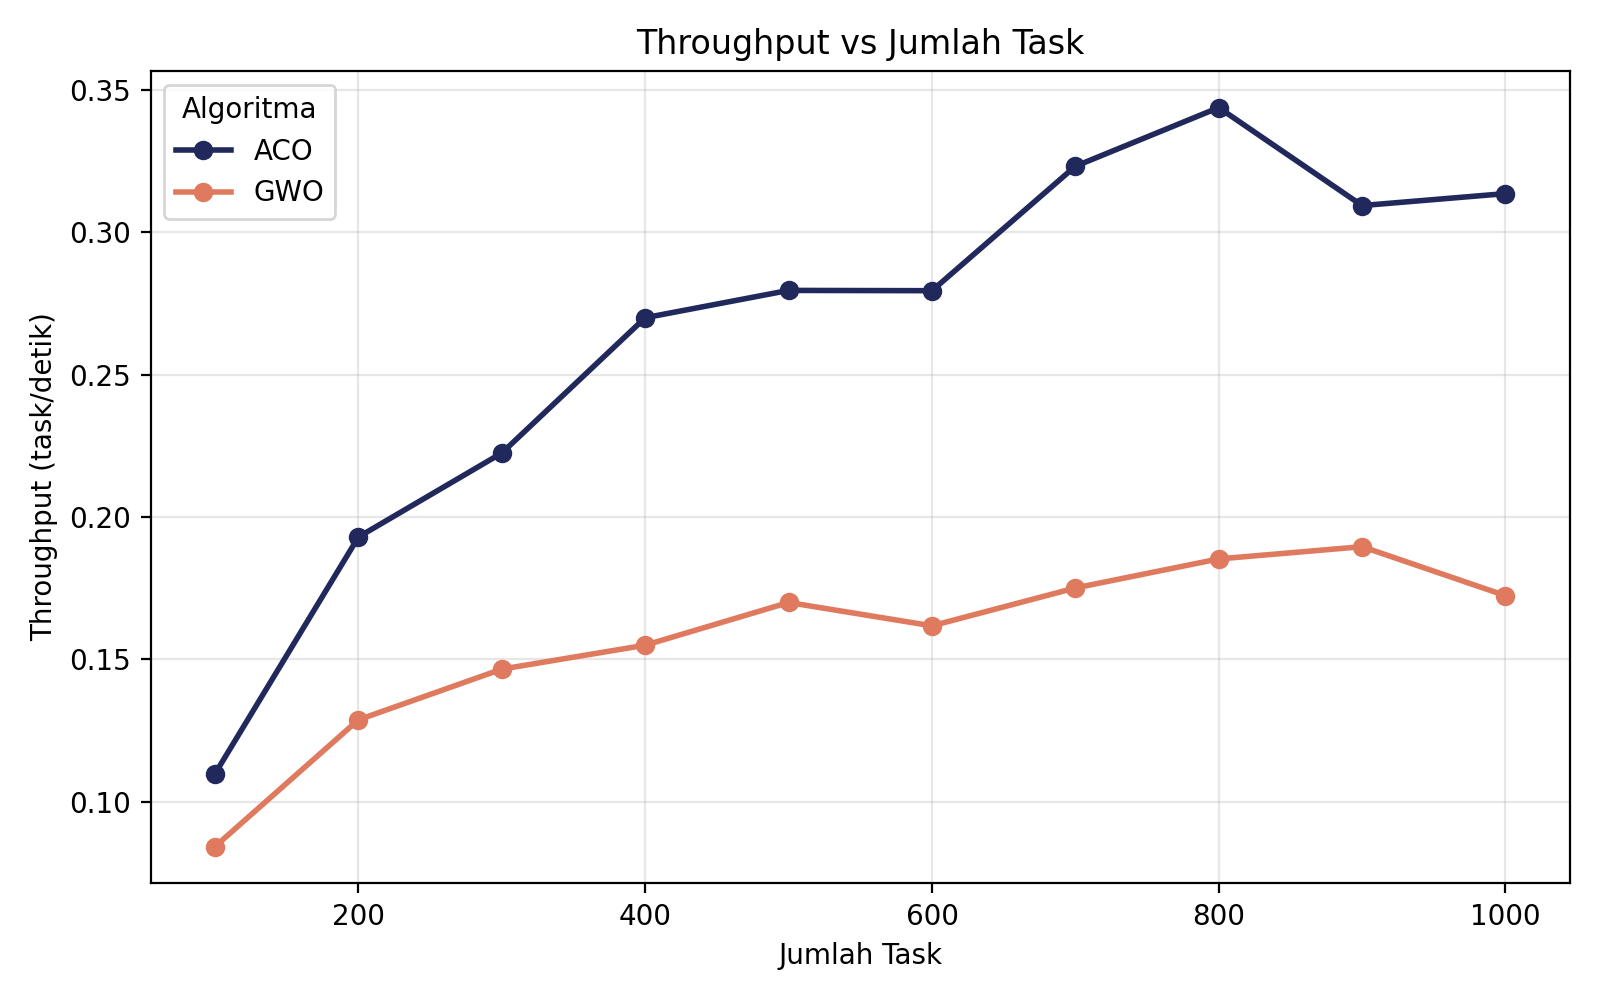 Throughput vs Jumlah Task
Algoritma
ACO
GWO
Throughput (task/detik)
0.35
0.30
0.25
0.20
0.15
0.10
200 400 600 800 1000
Jumlah Task